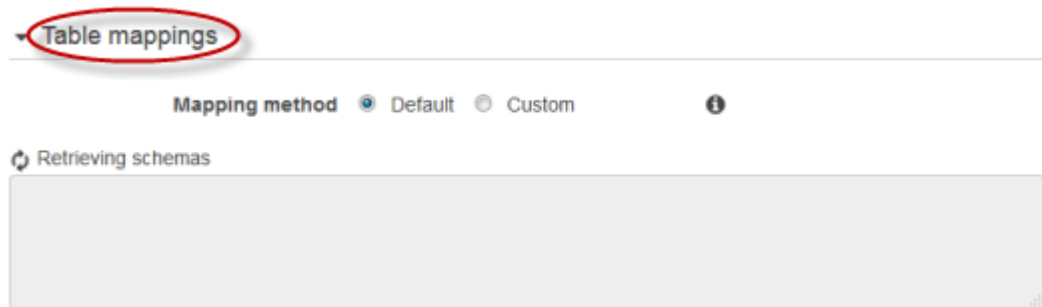 Table mappings
Mapping method Default Custom
Retrieving schemas